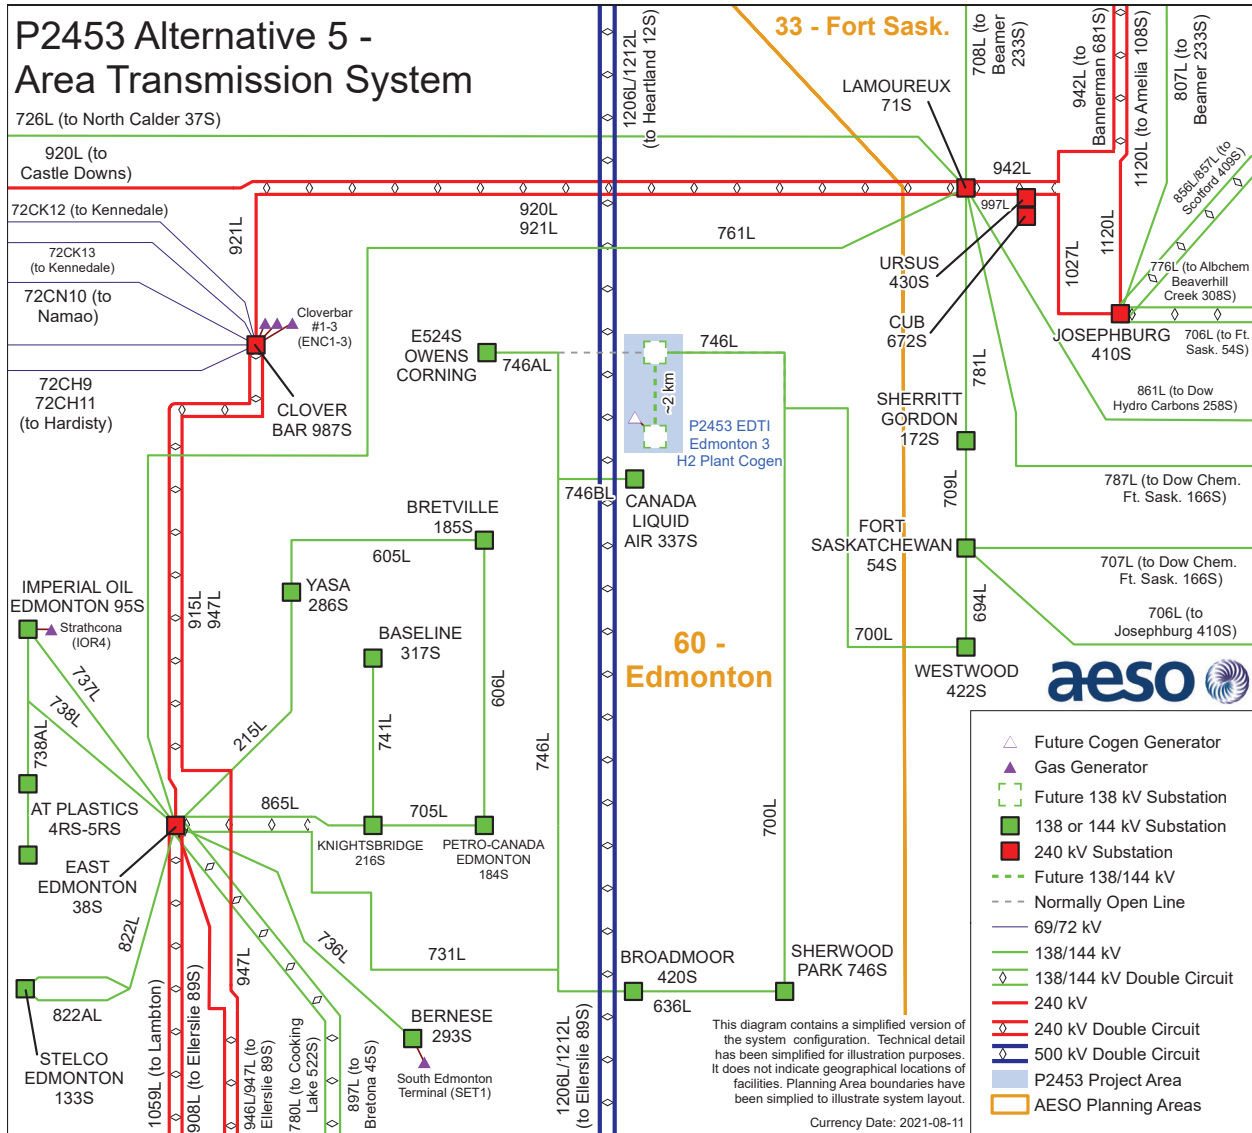 P2453 Alternative 5 -
Area Transmission System
33 - Fort Sask.
726L (to North Calder 37S)
920L (to
Castle Downs)
72CK12 (to Kennedale)
72CK13
(to Kennedale)
72CN10 (to
Namao)
72CH9
72CH11
(to Hardisty)
921L
920L
921L
Cloverbar
#1-3
(ENC1-3)
CLOVER
BAR 987S
1206L/1212L
(to Heartland 12S)
761L
LAMOUREUX
71S
708L (to
Beamer
233S)
942L (to
Bannerman 681S)
1120L (to Amelia 108S)
807L (to
Beamer 233S)
856L/857L (to
Scotford 409S)
942L
997L
URSUS
430S
CUB
672S
1027L
1120L
776L (to Albchem
Beaverhill
Creek 308S)
706L (to Ft.
Sask. 54S)
JOSEPHBURG
410S
861L (to Dow
Hydro Carbons 258S)
787L (to Dow Chem.
Ft. Sask. 166S)
781L
SHERRITT
GORDON
172S
709L
FORT
SASKATCHEWAN
54S
707L (to Dow Chem.
Ft. Sask. 166S)
694L
706L (to
Josephburg 410S)
700L
WESTWOOD
422S
E524S
OWENS
CORNING
746AL
746L
~2 km
P2453 EDTI
Edmonton 3
H2 Plant Cogen
746BL
CANADA
LIQUID
AIR 337S
BRETVILLE
185S
605L
YASA
286S
BASELINE
317S
606L
741L
215L
IMPERIAL OIL
EDMONTON 95S
Strathcona
(IOR4)
737L
738L
738AL
915L
947L
AT PLASTICS
4RS-5RS
EAST
EDMONTON
38S
865L
705L
KNIGHTSBRIDGE
216S
PETRO-CANADA
EDMONTON
184S
746L
700L
60 -
Edmonton
822L
822AL
STELCO
EDMONTON
133S
947L
736L
731L
BERNESE
293S
South Edmonton
Terminal (SET1)
BROADMOOR
420S
636L
SHERWOOD
PARK 746S
1059L (to Lambton)
908L (to Ellerslie 89S)
946L/947L (to
Ellerslie 89S)
780L (to Cooking
Lake 522S)
897L (to
Bretona 45S)
1206L/1212L
(to Ellerslie 89S)
This diagram contains a simplified version of
the system configuration. Technical detail
has been simplified for illustration purposes.
It does not indicate geographical locations of
facilities. Planning Area boundaries have
been simplied to illustrate system layout.
Currency Date: 2021-08-11
aeso
Future Cogen Generator
Gas Generator
Future 138 kV Substation
138 or 144 kV Substation
240 kV Substation
Future 138/144 kV
Normally Open Line
69/72 kV
138/144 kV
138/144 kV Double Circuit
240 kV
240 kV Double Circuit
500 kV Double Circuit
P2453 Project Area
AESO Planning Areas